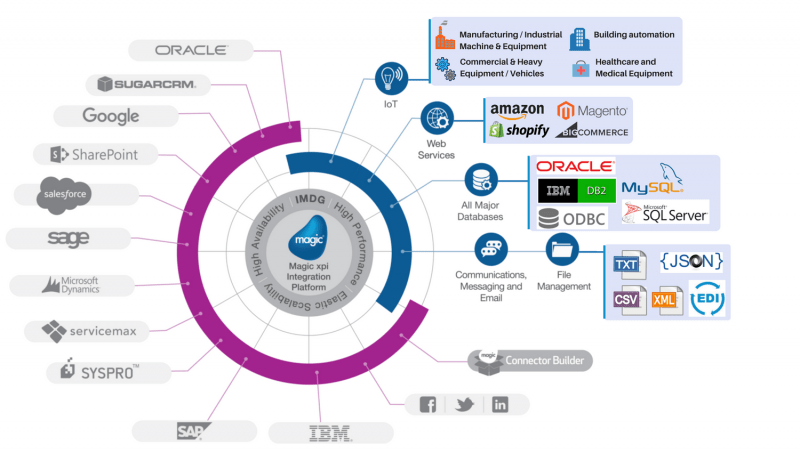 ORACLE
SUGARCRM.
Google
SharePoint
salesforce
sage
Microsoft
Dynamics
servicemax
SYSPRO™
SAP
IBM.
Connector Builder
magic
IoT
Manufacturing / Industrial
Machine & Equipment
Building automation
Commercial & Heavy
Equipment / Vehicles
Healthcare and
Medical Equipment
Web
Services
amazon
Magento
shopify
BIGCOMMERCE
All Major
Databases
ORACLE
MySQL
IBM DB2
ODBC
Microsoft
SQL Server
Communications,
Messaging and
Email
File
Management
TXT
{JSON}
CSV
XML
EDI
IMDG
High Performance
Elastic Scalability
High Availability
magic
Magic xpi
Integration
Platform